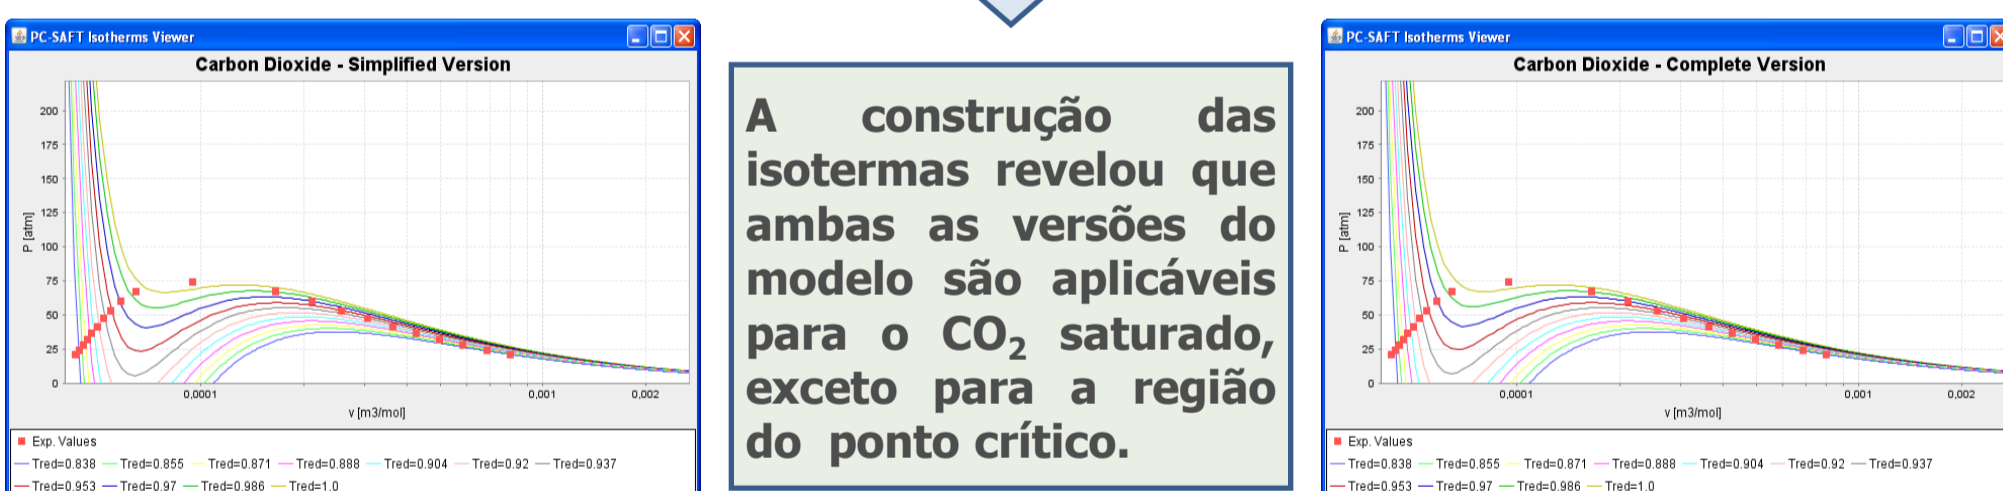 PC-SAFT Isotherms Viewer
Carbon Dioxide - Simplified Version
200
175
150
125
100
75
50
25
0
P [atm]
0,0001
0,001
0,002
v [m3/mol]
Exp. Values
Tred=0.838 Tred=0.855 Tred=0.871 Tred=0.888 Tred=0.904 Tred=0.92 Tred=0.937
Tred=0.953 Tred=0.97 Tred=0.986 Tred=1.0
A construção das
isotermas revelou que
ambas as versões do
modelo são aplicáveis
para o CO₂ saturado,
exceto para a região
do ponto crítico.
PC-SAFT Isotherms Viewer
Carbon Dioxide - Complete Version
200
175
150
125
100
75
50
25
0
P [atm]
0,0001
0,001
0,002
v [m3/mol]
Exp. Values
Tred=0.838 Tred=0.855 Tred=0.871 Tred=0.888 Tred=0.904 Tred=0.92 Tred=0.937
Tred=0.953 Tred=0.97 Tred=0.986 Tred=1.0